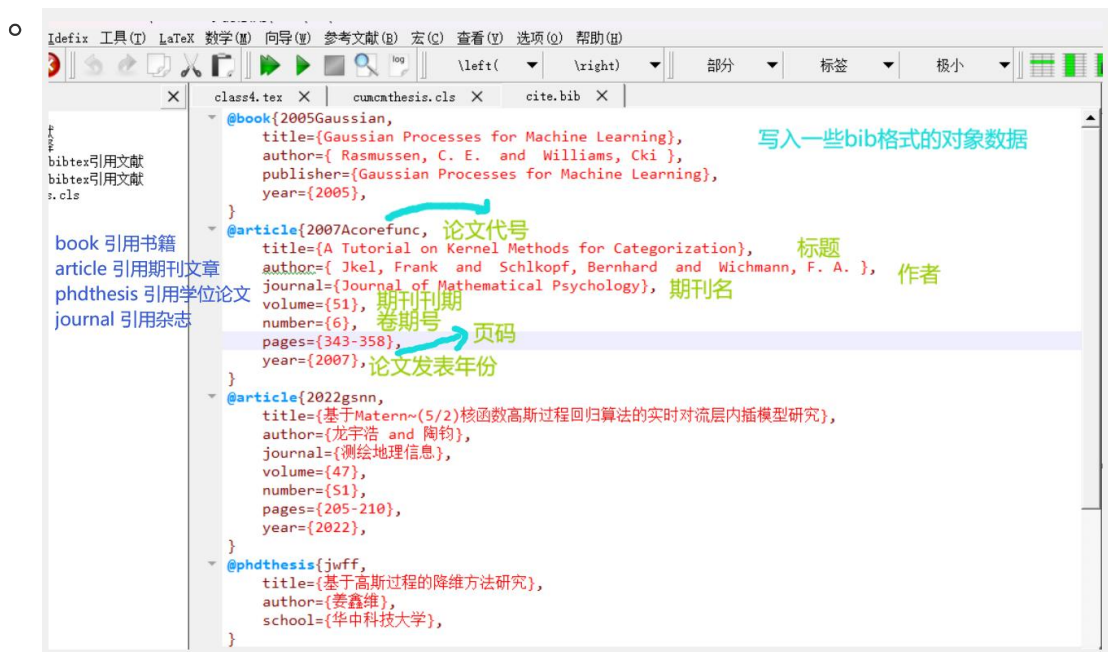 Idefix 工具(T) LaTeX 数学(M) 向导(W) 参考文献(B) 宏(C) 查看(V) 选项(O) 帮助(H)
log \left( \right) 部分 标签 极小
class4.tex cumcmthesis.cls cite.bib
@book{2005Gaussian,
title={Gaussian Processes for Machine Learning},
写入一些bib格式的对象数据
author={ Rasmussen, C. E. and Williams, Cki },
publisher={Gaussian Processes for Machine Learning},
year={2005},
}
bibtex引用文献
bibtex引用文献
s.cls
book 引用书籍
article 引用期刊文章
phdthesis 引用学位论文
journal 引用杂志
@article{2007Acorefunc, 论文代号
title={A Tutorial on Kernel Methods for Categorization}, 标题
author={ Jkel, Frank and Schlkopf, Bernhard and Wichmann, F. A. }, 作者
journal={Journal of Mathematical Psychology}, 期刊名
volume={51}, 期刊刊期
number={6}, 卷期号
pages={343-358}, 页码
year={2007}, 论文发表年份
}
@article{2022gsnn,
title={基于Matern~(5/2)核函数高斯过程回归算法的实时对流层内插模型研究},
author={龙宇浩 and 陶钧},
journal={测绘地理信息},
volume={47},
number={S1},
pages={205-210},
year={2022},
}
@phdthesis{jwff,
title={基于高斯过程的降维方法研究},
author={姜鑫维},
school={华中科技大学},
}